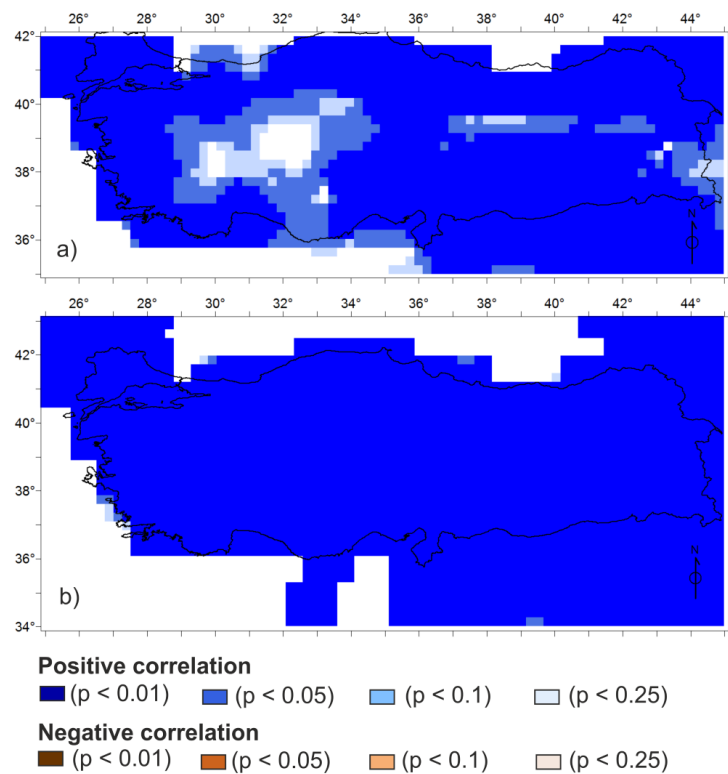 26° 28° 30° 32° 34° 36° 38° 40° 42° 44°
42°
40°
38°
36°
a)
N
26° 28° 30° 32° 34° 36° 38° 40° 42° 44°
42°
40°
38°
36°
b)
N
34°
Positive correlation
(p < 0.01) (p < 0.05) (p < 0.1) (p < 0.25)
Negative correlation
(p < 0.01) (p < 0.05) (p < 0.1) (p < 0.25)